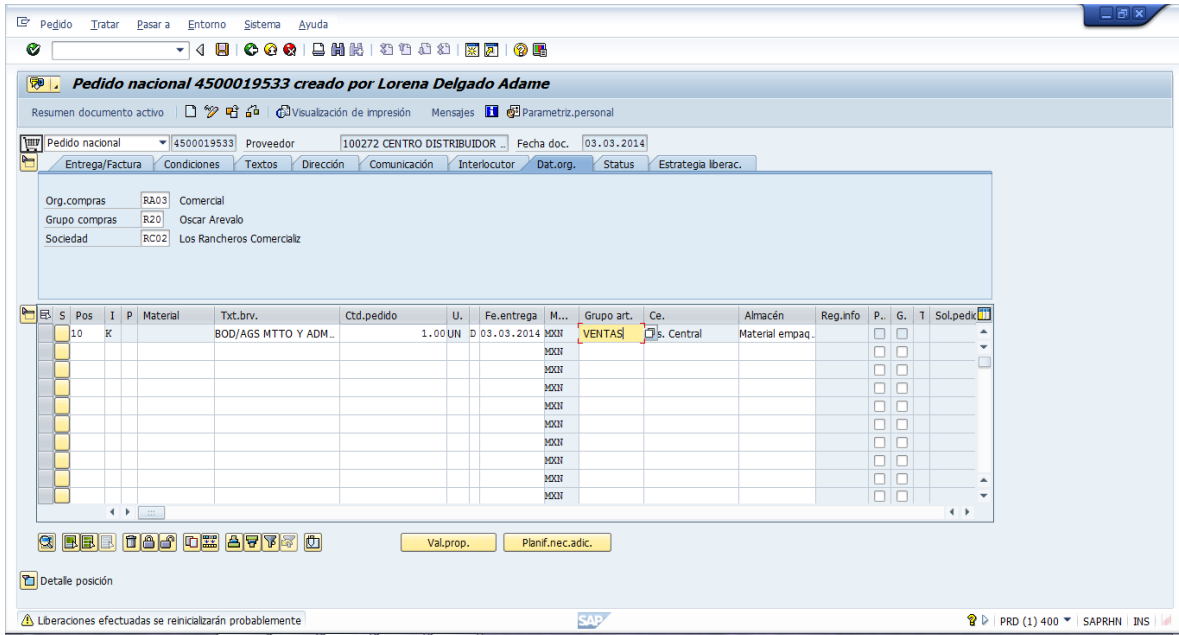 Pedido Tratar Pasar a Entorno Sistema Ayuda
Pedido nacional 4500019533 creado por Lorena Delgado Adame
Resumen documento activo Visualización de impresión Mensajes Parametriz.personal
Pedido nacional 4500019533 Proveedor 100272 CENTRO DISTRIBUIDOR .. Fecha doc. 03.03.2014
Entrega/Factura Condiciones Textos Dirección Comunicación Interlocutor Dat.org. Status Estrategia liberac.
Org.compras RA03 Comercial
Grupo compras R20 Oscar Arevalo
Sociedad RC02 Los Rancheros Comercializ
S Pos I P Material Txt.brv. Ctd.pedido U. Fe.entrega M... Grupo art. Ce. Almacén Reg.info P.. G. T Sol.pedic
10 K BOD/AGS MTTO Y ADM.. 1.00 UN D 03.03.2014 MXN VENTAS s. Central Material empaq.
MXN
MXN
MXN
MXN
MXN
MXN
MXN
MXN
MXN
Val.prop. Planif.nec.adic.
Detalle posición
Liberaciones efectuadas se reinicializarán probablemente SAP PRD (1) 400 SAPRHN INS